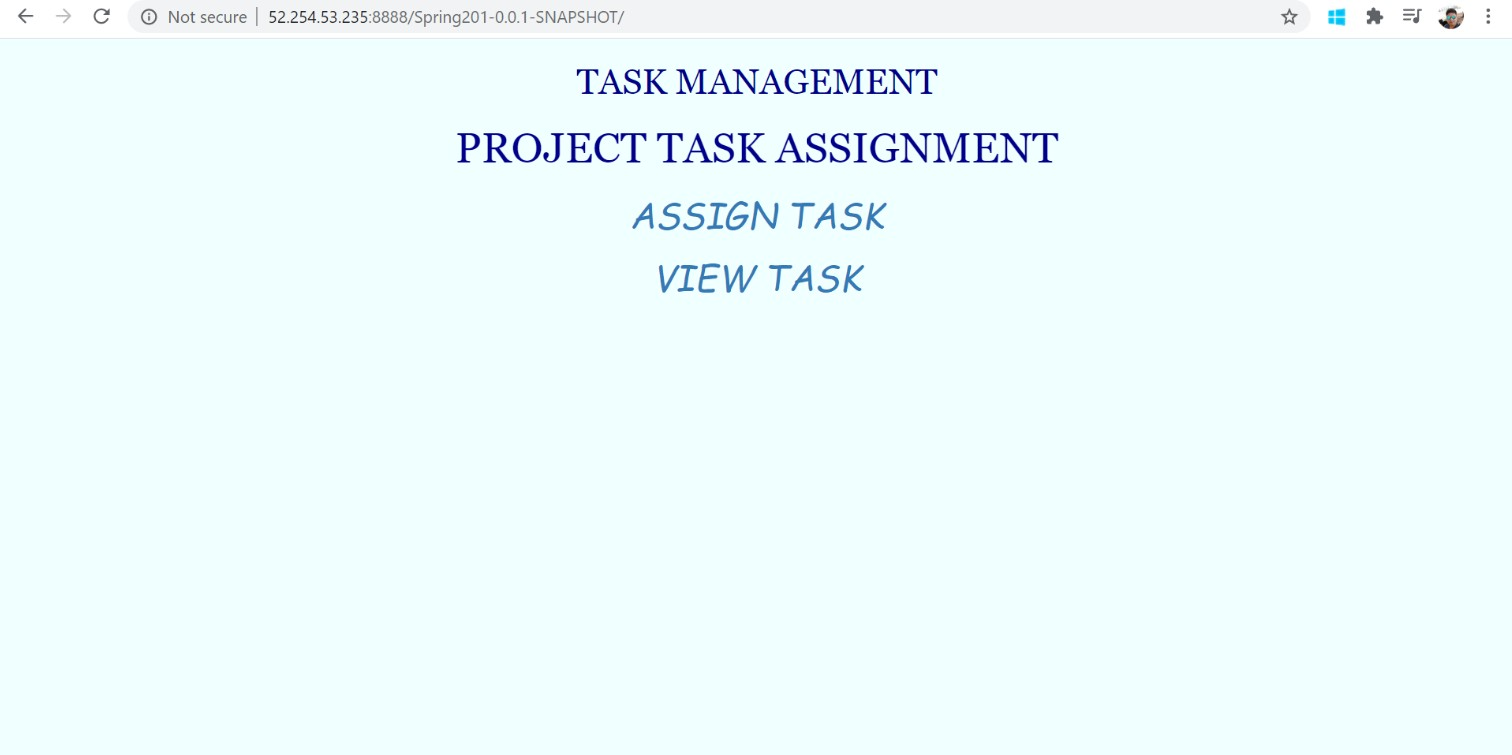 Not secure 52.254.53.235:8888/Spring201-0.0.1-SNAPSHOT/
TASK MANAGEMENT
PROJECT TASK ASSIGNMENT
ASSIGN TASK
VIEW TASK